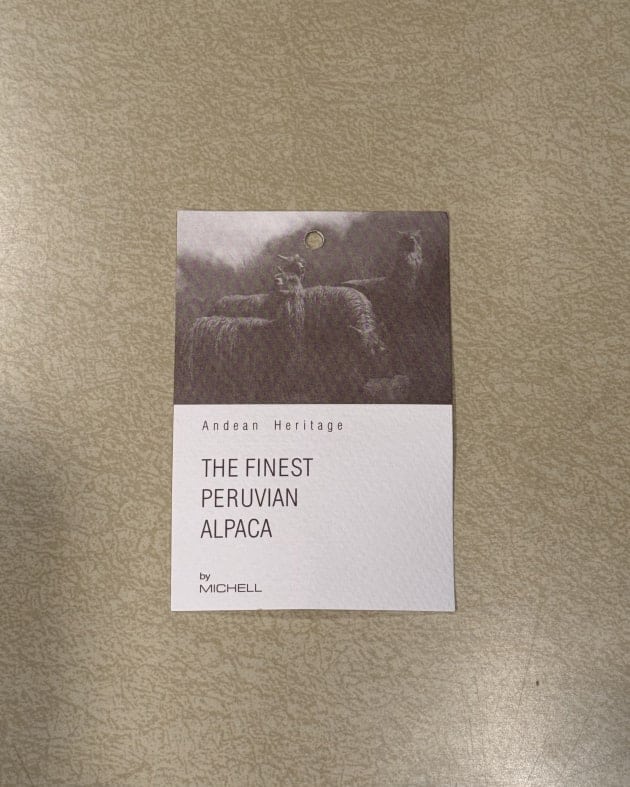 Andean Heritage
THE FINEST
PERUVIAN
ALPACA
by
MICHELL